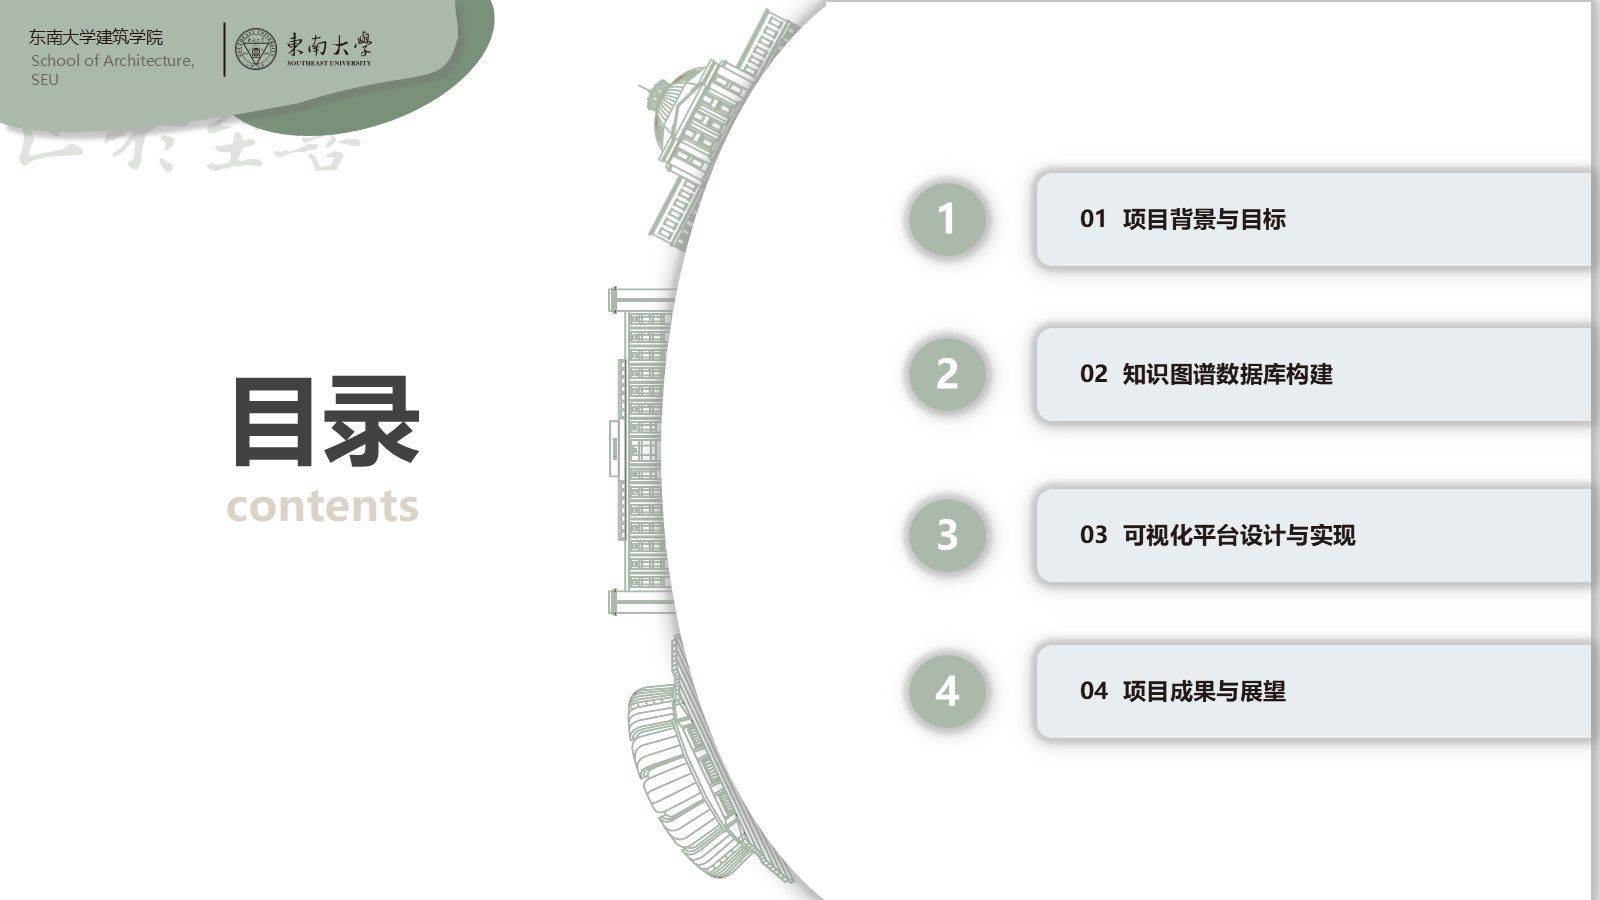 东南大学建筑学院
School of Architecture,
SEU
東南大學
SOUTHEAST UNIVERSITY
目录
contents
1
01 项目背景与目标
2
02 知识图谱数据库构建
3
03 可视化平台设计与实现
4
04 项目成果与展望